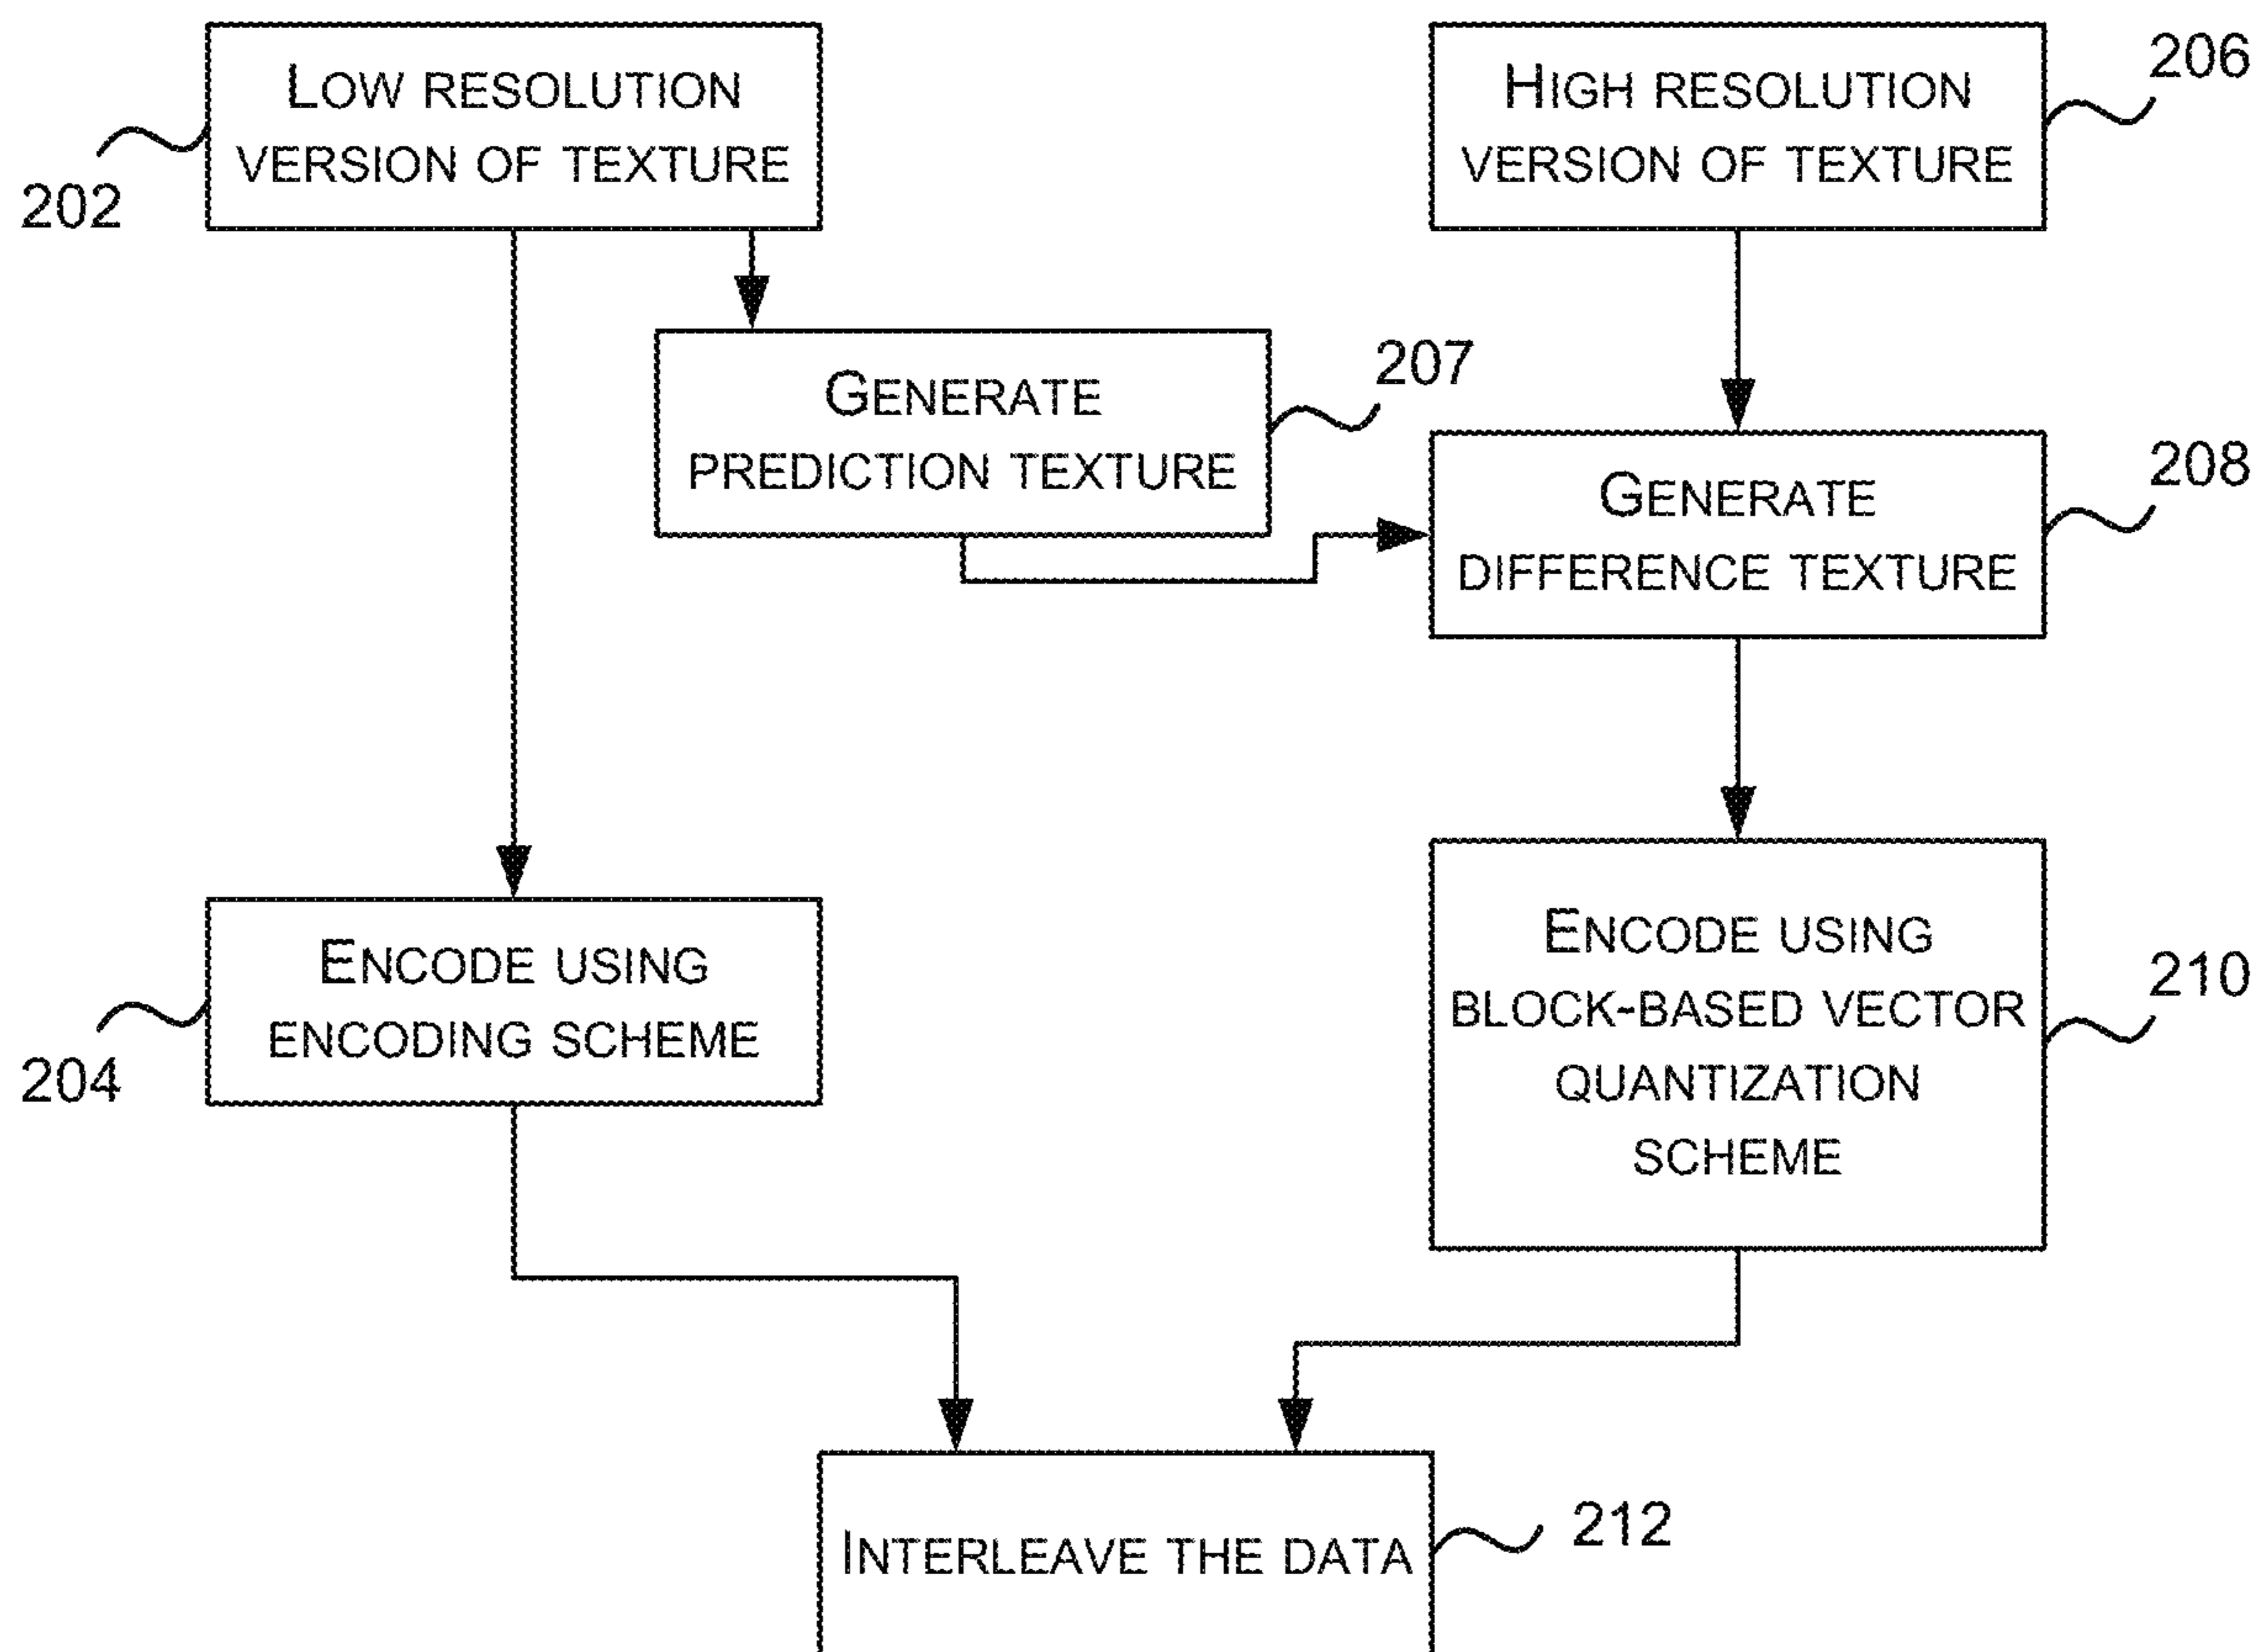 LOW RESOLUTION
VERSION OF TEXTURE
202
HIGH RESOLUTION
VERSION OF TEXTURE
206
GENERATE
PREDICTION TEXTURE
207
GENERATE
DIFFERENCE TEXTURE
208
ENCODE USING
ENCODING SCHEME
204
ENCODE USING
BLOCK-BASED VECTOR
QUANTIZATION
SCHEME
210
INTERLEAVE THE DATA
212